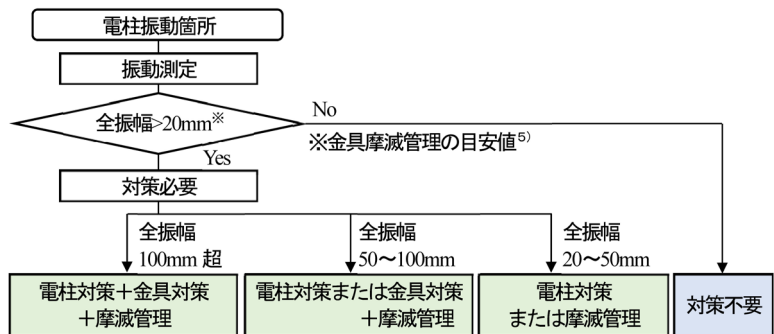 電柱振動箇所
振動測定
全振幅>20mm※
No
※金具摩滅管理の目安値5)
Yes
対策必要
全振幅
100mm 超
全振幅
50～100mm
全振幅
20～50mm
電柱対策＋金具対策
＋摩滅管理
電柱対策または金具対策
＋摩滅管理
電柱対策
または摩滅管理
対策不要